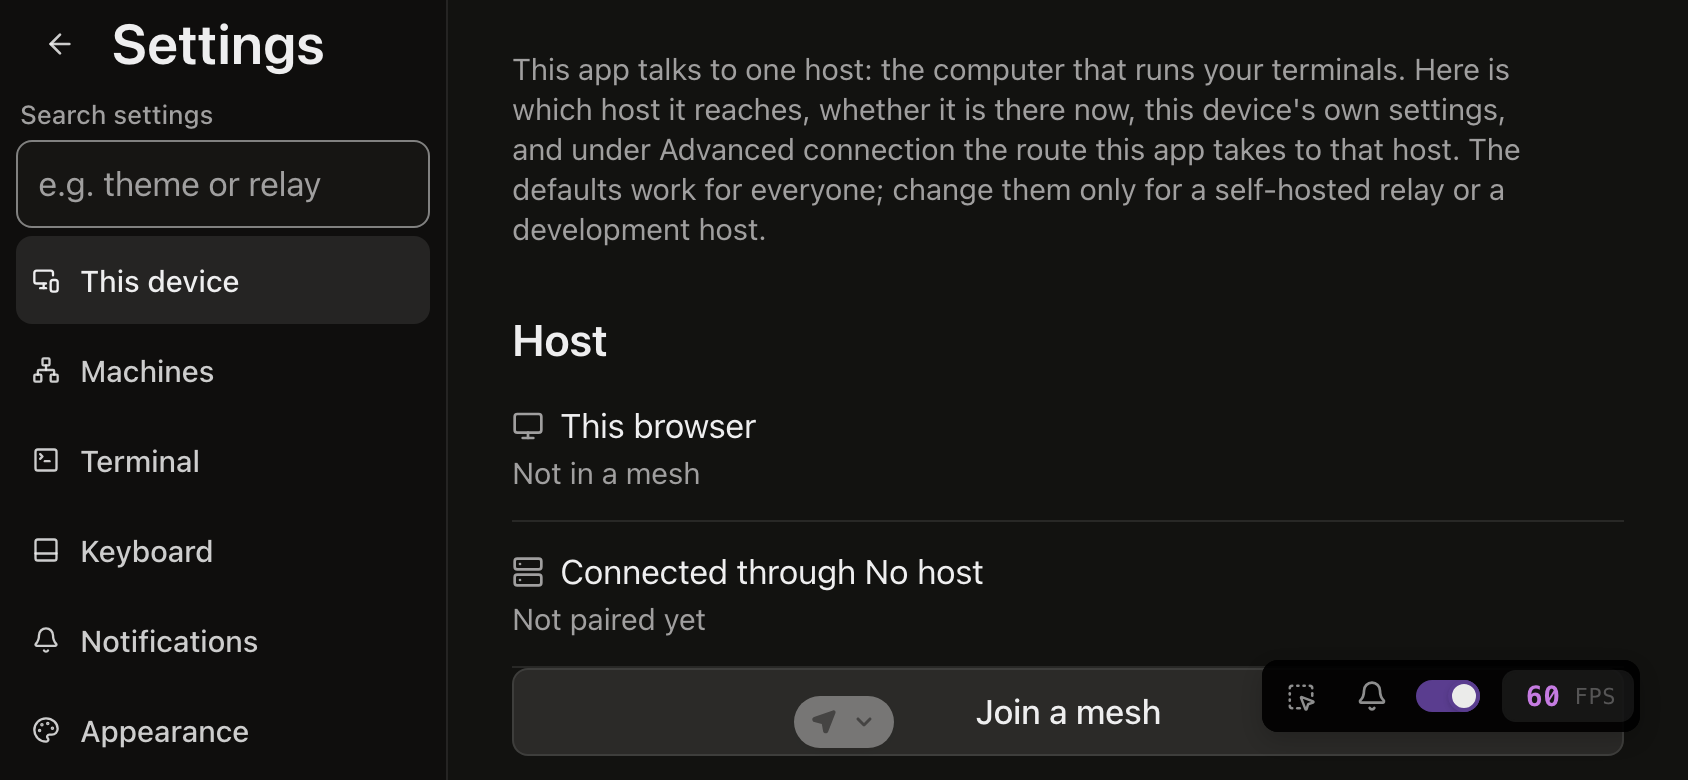 Settings
Search settings
e.g. theme or relay
This device
Machines
Terminal
Keyboard
Notifications
Appearance
This app talks to one host: the computer that runs your terminals. Here is
which host it reaches, whether it is there now, this device's own settings,
and under Advanced connection the route this app takes to that host. The
defaults work for everyone; change them only for a self-hosted relay or a
development host.
Host
This browser
Not in a mesh
Connected through No host
Not paired yet
Join a mesh
60 FPS